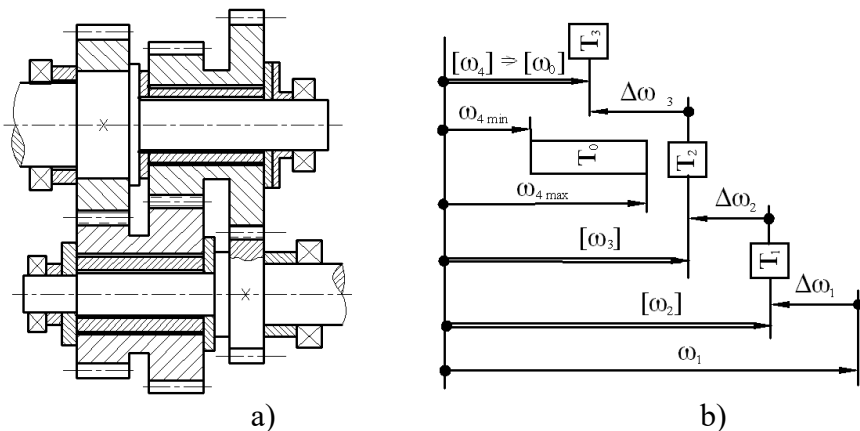 T₃
[ω₄] ⇒ [ω₀]
Δω ₃
ω₄ min
T₀
T₂
ω₄ max
Δω₂
[ω₃]
T₁
Δω₁
[ω₂]
ω₁
a)
b)